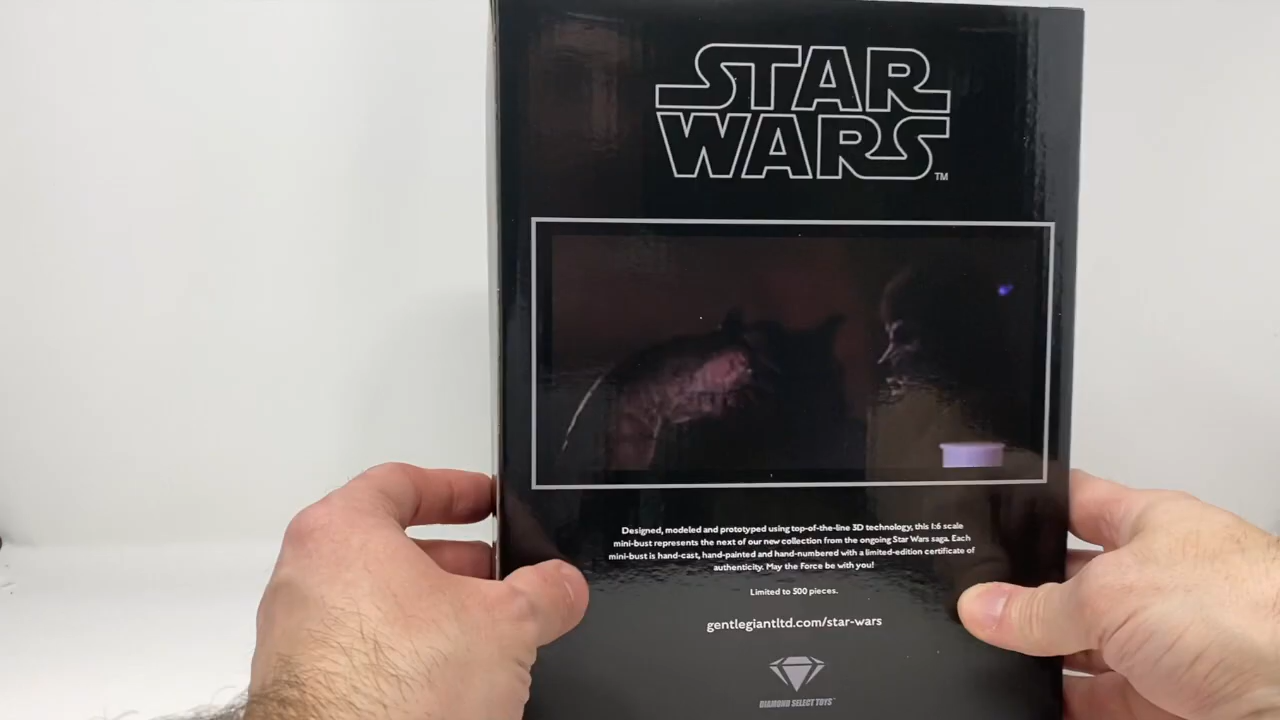 STAR
WARS™
Designed, modeled and prototyped using top-of-the-line 3D technology, this 1:6 scale
mini-bust represents the next of our new collection from the ongoing Star Wars saga. Each
mini-bust is hand-cast, hand-painted and hand-numbered with a limited-edition certificate of
authenticity. May the Force be with you!
Limited to 500 pieces.
gentlegiantltd.com/star-wars
DIAMOND SELECT TOYS™